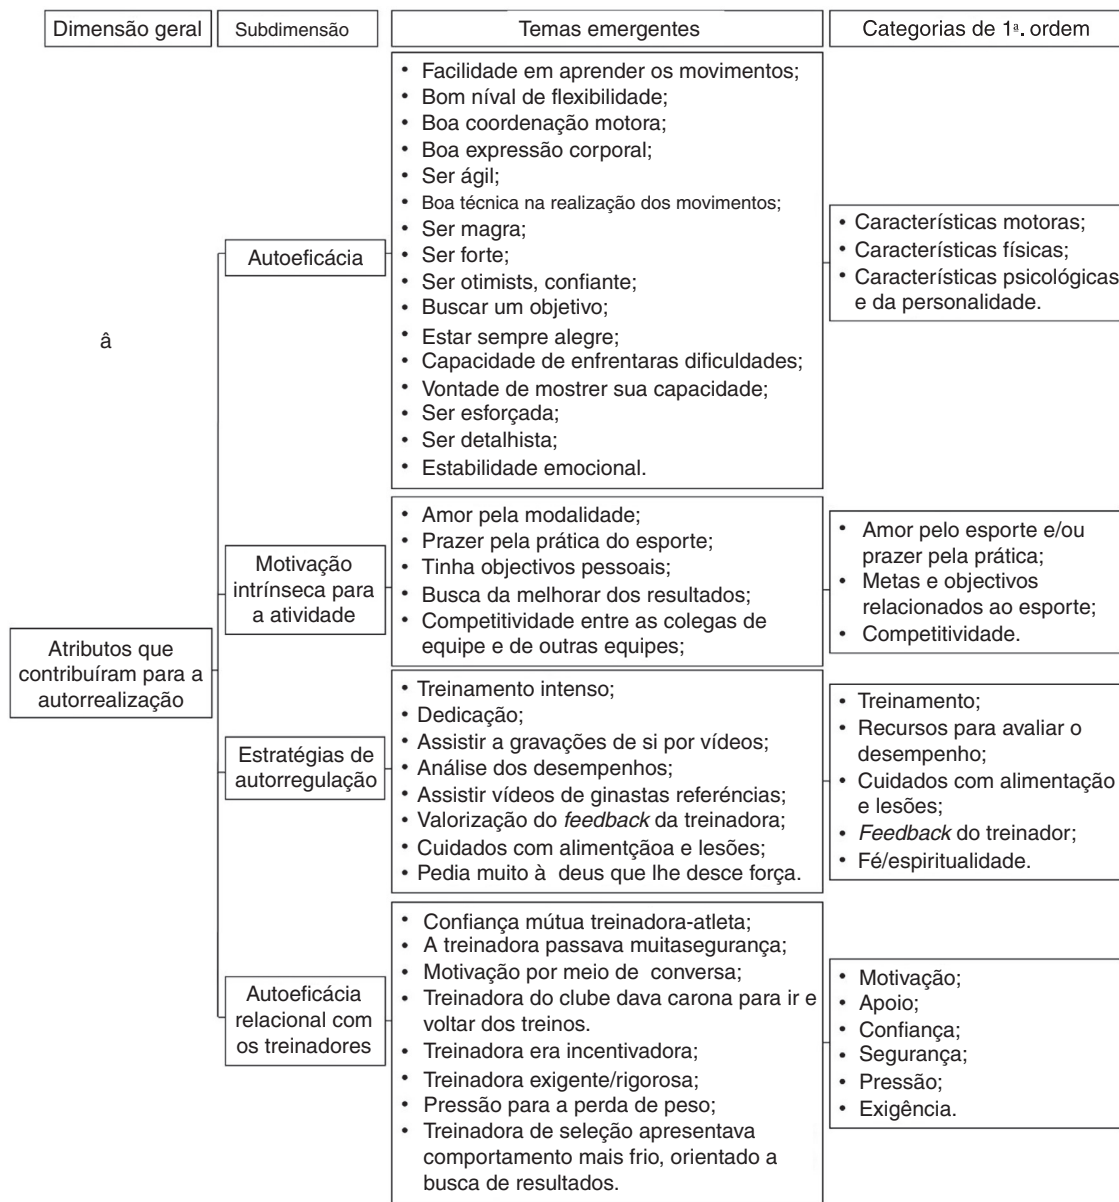 Dimensão geral
Subdimensão
Temas emergentes
Categorias de 1ª. ordem
â
Atributos que
contribuíram para a
autorrealização
Autoeficácia
• Facilidade em aprender os movimentos;
• Bom níval de flexibilidade;
• Boa coordenação motora;
• Boa expressão corporal;
• Ser ágil;
• Boa técnica na realização dos movimentos;
• Ser magra;
• Ser forte;
• Ser otimists, confiante;
• Buscar um objetivo;
• Estar sempre alegre;
• Capacidade de enfrentaras dificuldades;
• Vontade de mostrer sua capacidade;
• Ser esforçada;
• Ser detalhista;
• Estabilidade emocional.
• Características motoras;
• Características físicas;
• Características psicológicas
e da personalidade.
Motivação
intrínseca para
a atividade
• Amor pela modalidade;
• Prazer pela prática do esporte;
• Tinha objectivos pessoais;
• Busca da melhorar dos resultados;
• Competitividade entre as colegas de
equipe e de outras equipes;
• Amor pelo esporte e/ou
prazer pela prática;
• Metas e objectivos
relacionados ao esporte;
• Competitividade.
Estratégias de
autorregulação
• Treinamento intenso;
• Dedicação;
• Assistir a gravações de si por vídeos;
• Análise dos desempenhos;
• Assistir vídeos de ginastas referéncias;
• Valorização do feedback da treinadora;
• Cuidados com alimentçãoa e lesões;
• Pedia muito à deus que lhe desce força.
• Treinamento;
• Recursos para avaliar o
desempenho;
• Cuidados com alimentação
e lesões;
• Feedback do treinador;
• Fé/espiritualidade.
Autoeficácia
relacional com
os treinadores
• Confiança mútua treinadora-atleta;
• A treinadora passava muitasegurança;
• Motivação por meio de conversa;
• Treinadora do clube dava carona para ir e
voltar dos treinos.
• Treinadora era incentivadora;
• Treinadora exigente/rigorosa;
• Pressão para a perda de peso;
• Treinadora de seleção apresentava
comportamento mais frio, orientado a
busca de resultados.
• Motivação;
• Apoio;
• Confiança;
• Segurança;
• Pressão;
• Exigência.